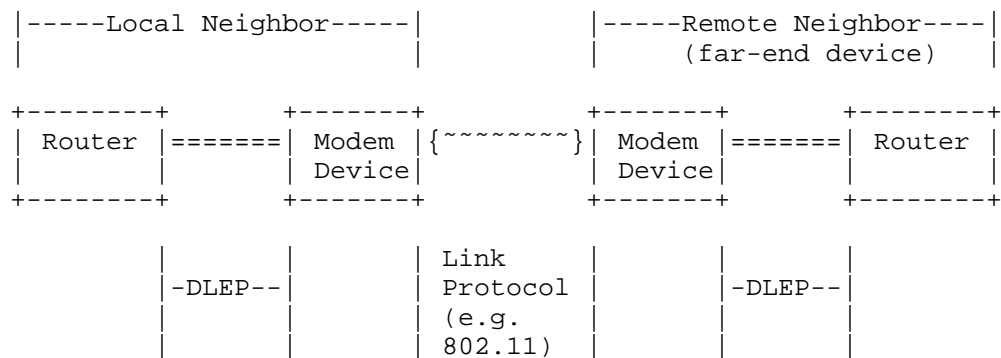 |-----Local Neighbor-----|              |-----Remote Neighbor----|
|                        |              |     (far-end device)   |
+--------+       +-------+              +-------+       +--------+
| Router |=======| Modem |{~~~~~~~~}| Modem |=======| Router |
|        |       | Device|              | Device|       |        |
+--------+       +-------+              +-------+       +--------+
|       |        | Link     |       |       |
|-DLEP--|        | Protocol |       |-DLEP--|
|       |        | (e.g.    |       |       |
|       |        | 802.11)  |       |       |